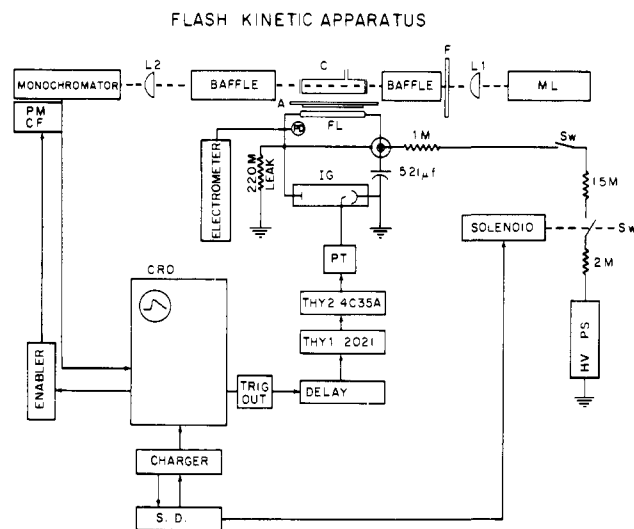 FLASH KINETIC APPARATUS
L2
C
F
L1
MONOCHROMATOR
BAFFLE
BAFFLE
ML
A
PM
CF
FL
PD
1M
SW
ELECTROMETER
220M
LEAK
IG
521μf
15M
SOLENOID
SW
PT
2M
CRO
THY2 4C35A
THY1 2021
HV PS
ENABLER
TRIG
OUT
DELAY
CHARGER
S. D.